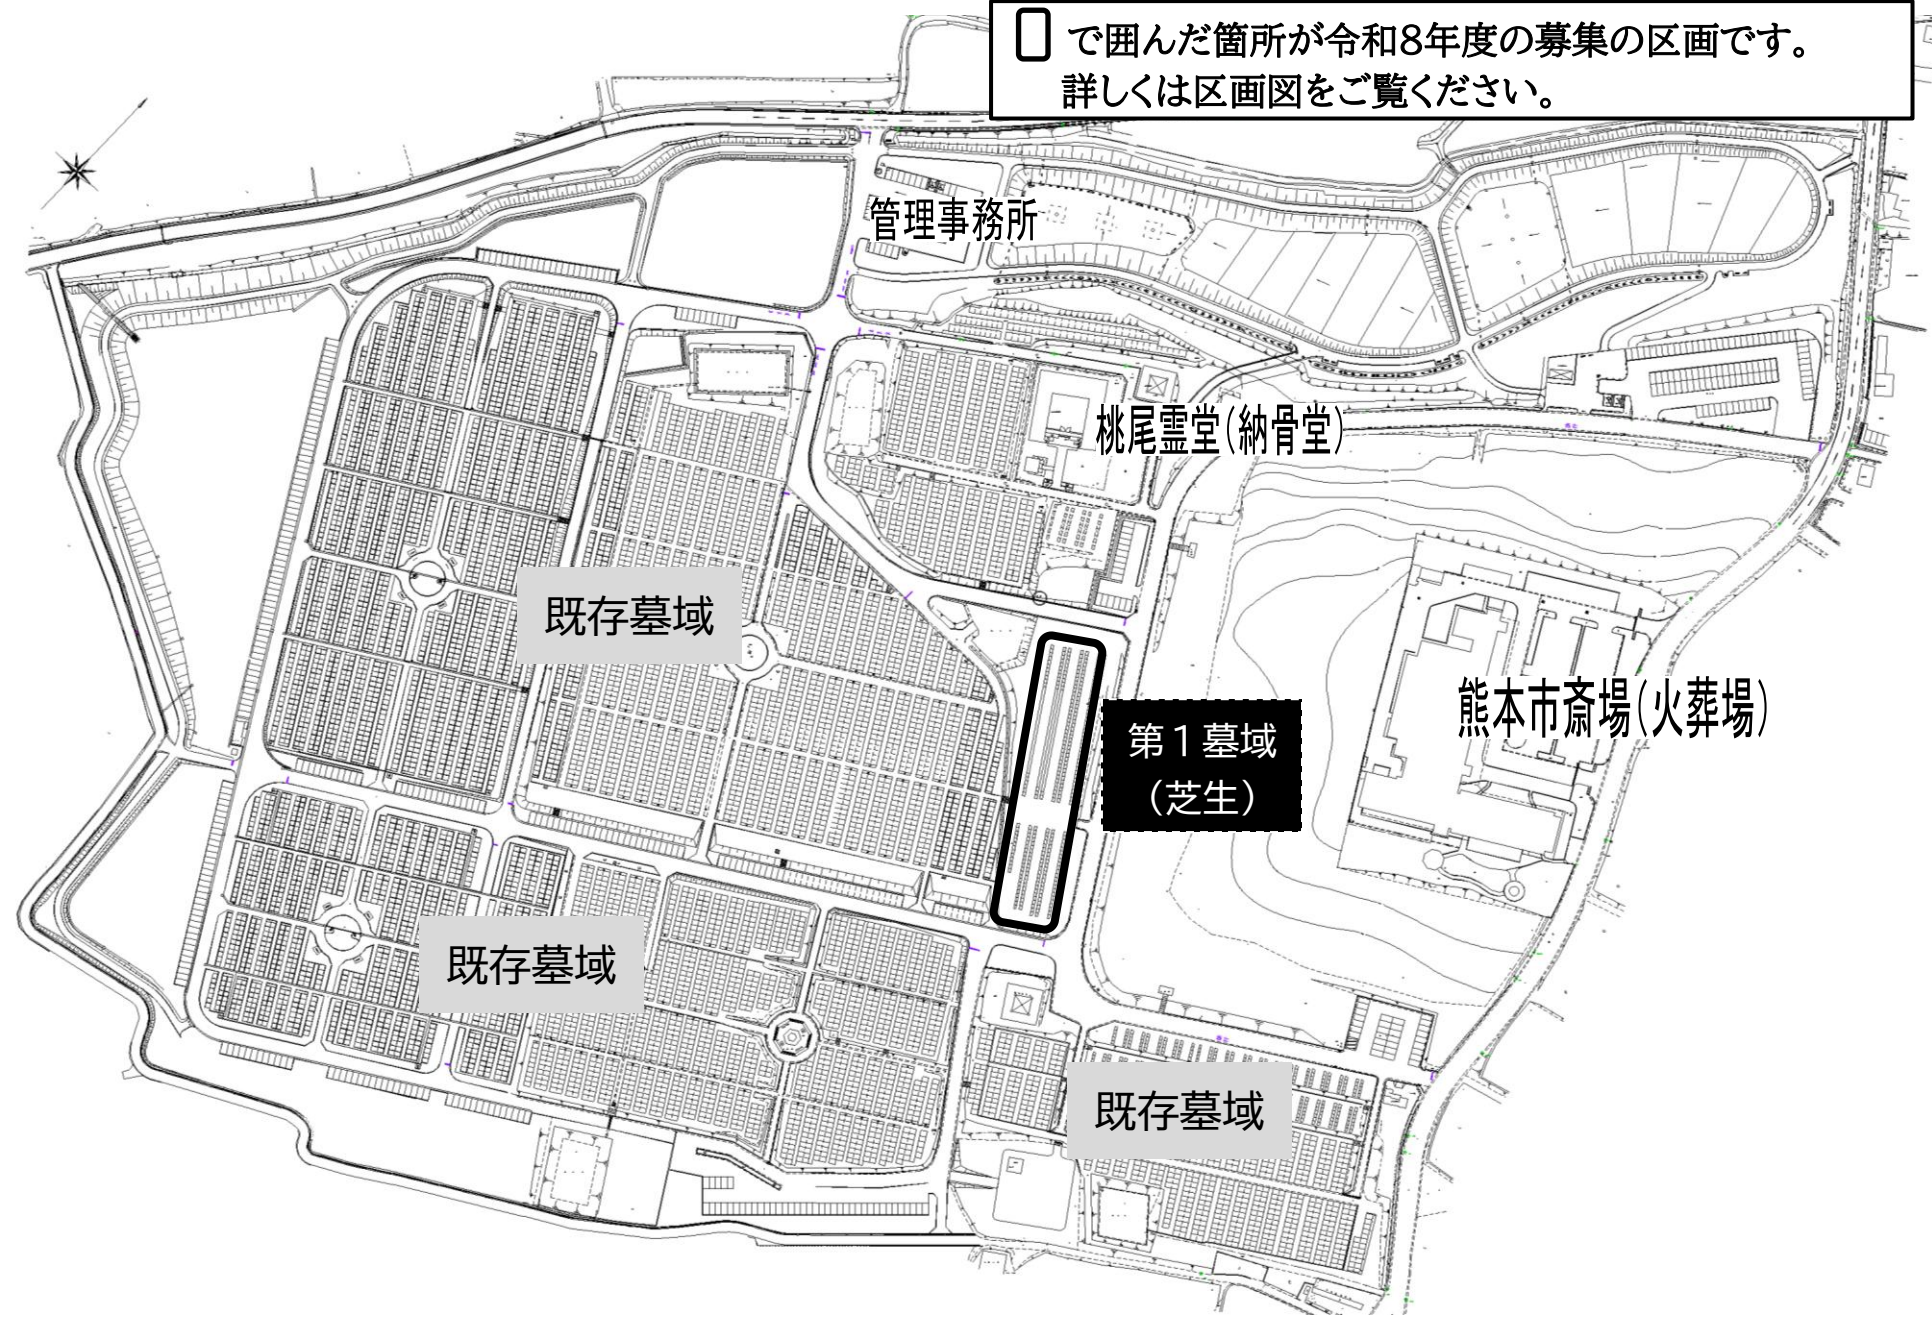 で囲んだ箇所が令和8年度の募集の区画です。
詳しくは区画図をご覧ください。
管理事務所
桃尾霊堂(納骨堂)
既存墓域
熊本市斎場(火葬場)
第1墓域
(芝生)
既存墓域
既存墓域